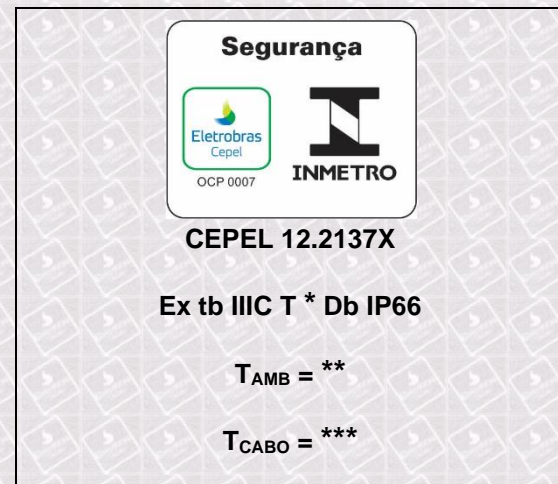 Segurança
Eletrobras
Cepel
OCP 0007
INMETRO
CEPEL 12.2137X
Ex tb IIIC T * Db IP66
TAMB = **
TCABO = ***